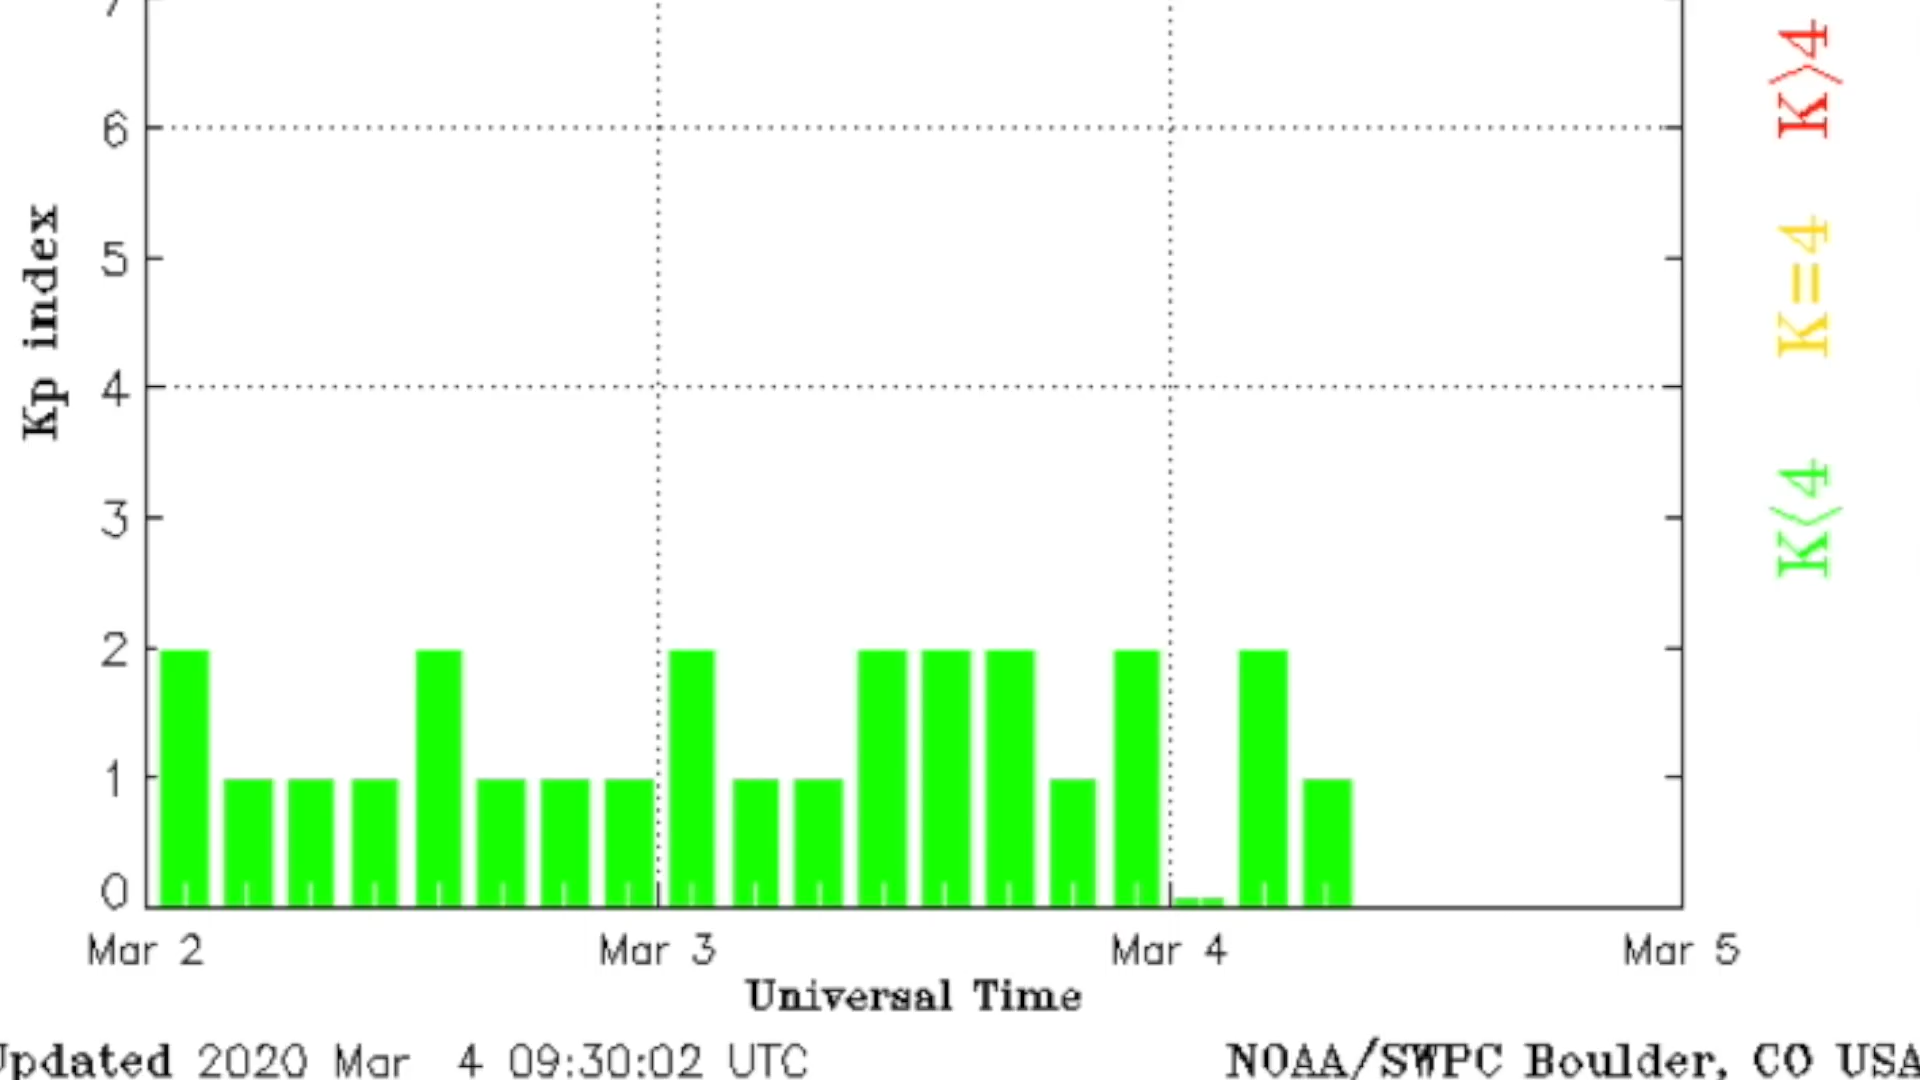 7
6
5
4
3
2
1
0
Kp index
K>4
K=4
K<4
Mar 2 Mar 3 Mar 4 Mar 5
Universal Time
Updated 2020 Mar 4 09:30:02 UTC NOAA/SWPC Boulder, CO USA